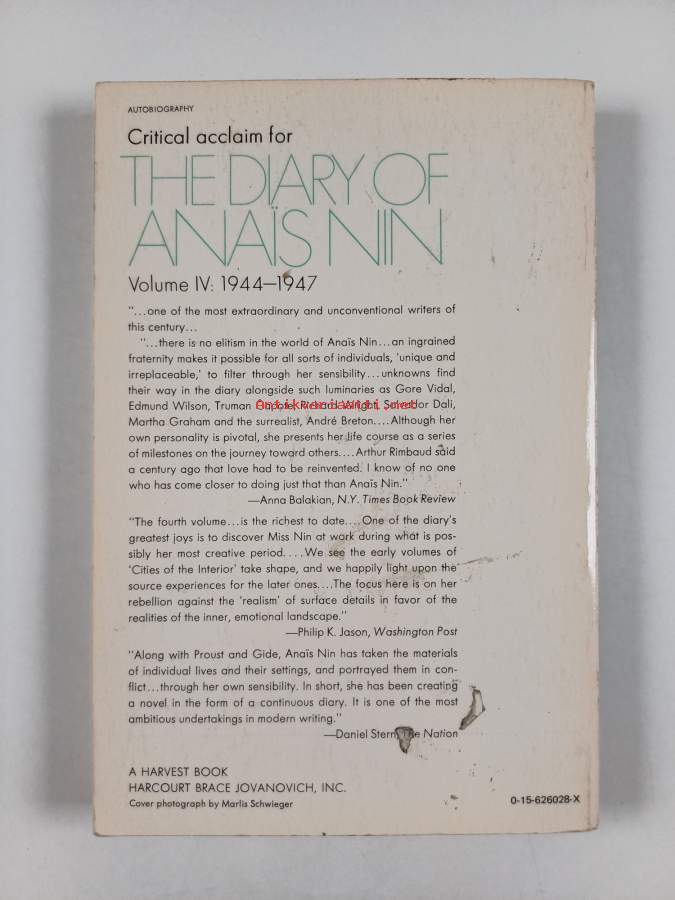 AUTOBIOGRAPHY
Critical acclaim for
THE DIARY OF
ANAÏS NIN
Volume IV: 1944–1947
"...one of the most extraordinary and unconventional writers of
this century...
"...there is no elitism in the world of Anaïs Nin...an ingrained
fraternity makes it possible for all sorts of individuals, 'unique and
irreplaceable,' to filter through her sensibility...unknowns find
their way in the diary alongside such luminaries as Gore Vidal,
Edmund Wilson, Truman Capote, Richard Wright, Salvador Dali,
Martha Graham and the surrealist, André Breton....Although her
own personality is pivotal, she presents her life course as a series
of milestones on the journey toward others....Arthur Rimbaud said
a century ago that love had to be reinvented. I know of no one
who has come closer to doing just that than Anaïs Nin."
—Anna Balakian, N.Y. Times Book Review
"The fourth volume...is the richest to date....One of the diary's
greatest joys is to discover Miss Nin at work during what is pos-
sibly her most creative period....We see the early volumes of
'Cities of the Interior' take shape, and we happily light upon the
source experiences for the later ones....The focus here is on her
rebellion against the 'realism' of surface details in favor of the
realities of the inner, emotional landscape."
—Philip K. Jason, Washington Post
"Along with Proust and Gide, Anaïs Nin has taken the materials
of individual lives and their settings, and portrayed them in con-
flict...through her own sensibility. In short, she has been creating
a novel in the form of a continuous diary. It is one of the most
ambitious undertakings in modern writing."
—Daniel Stern, The Nation
A HARVEST BOOK
HARCOURT BRACE JOVANOVICH, INC.
Cover photograph by Marlis Schwieger
0-15-626028-X